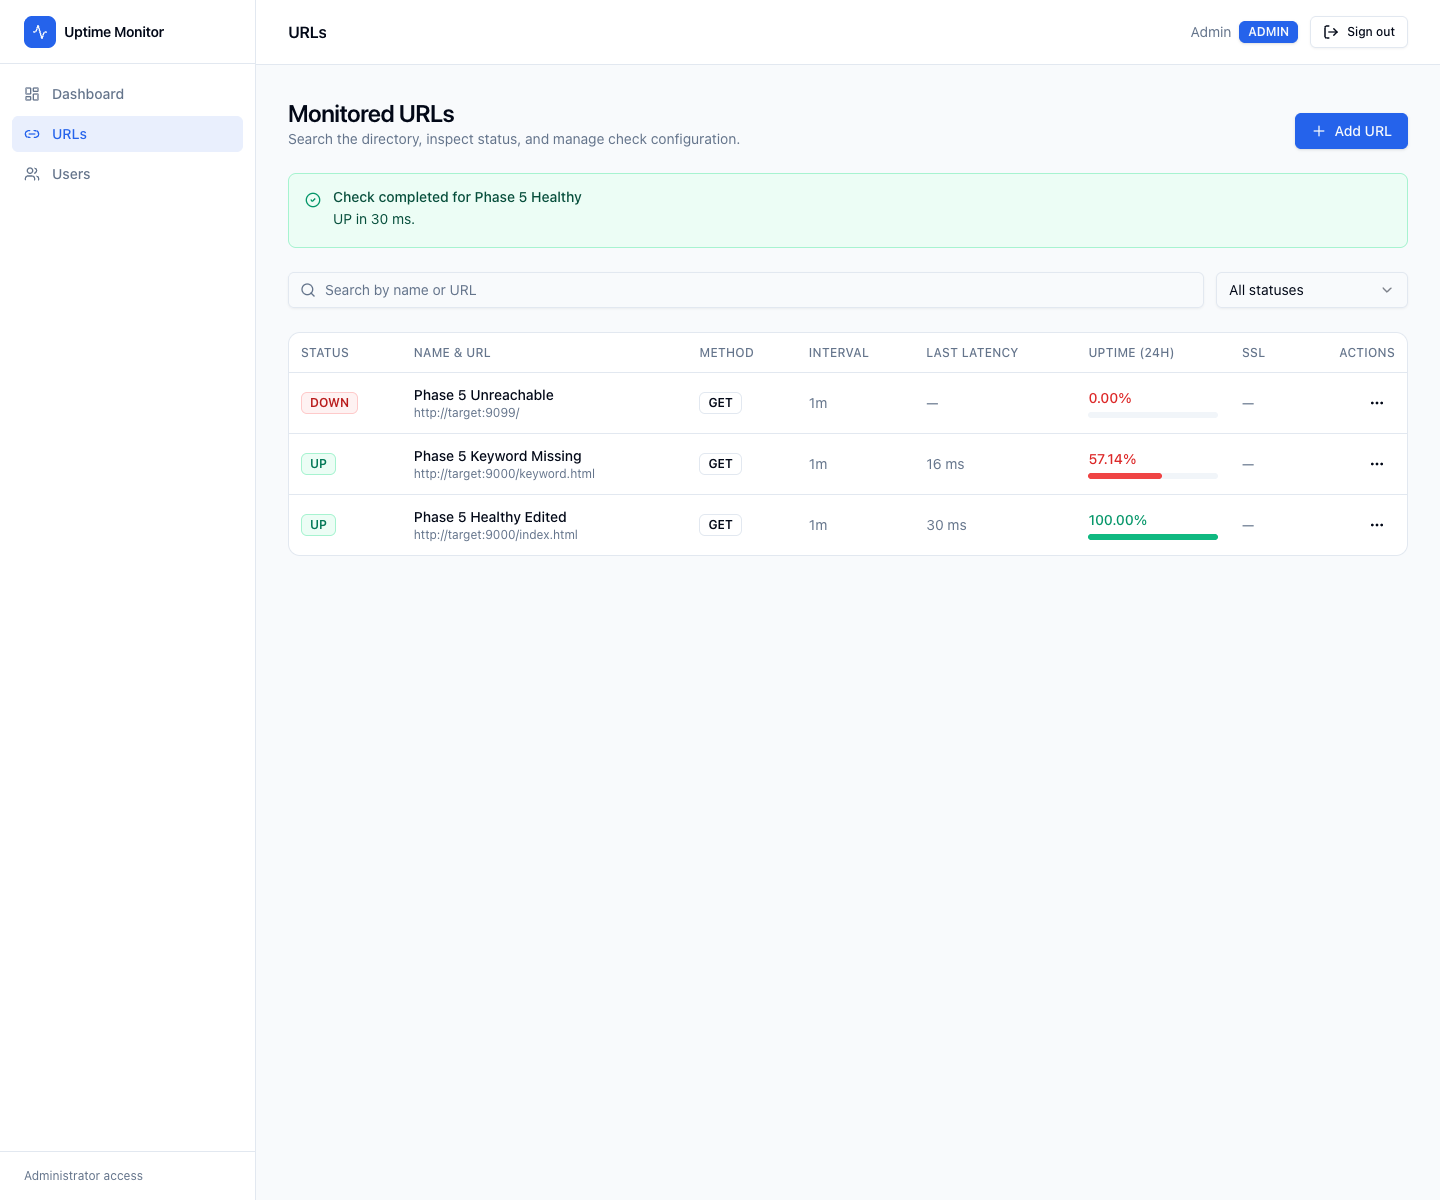 Uptime Monitor
URLs
Admin
ADMIN
Sign out
Dashboard
URLs
Users
Monitored URLs
Search the directory, inspect status, and manage check configuration.
Add URL
Check completed for Phase 5 Healthy
UP in 30 ms.
Search by name or URL
All statuses
STATUS NAME & URL METHOD INTERVAL LAST LATENCY UPTIME (24H) SSL ACTIONS
DOWN Phase 5 Unreachable GET 1m — 0.00% —
http://target:9099/
UP Phase 5 Keyword Missing GET 1m 16 ms 57.14% —
http://target:9000/keyword.html
UP Phase 5 Healthy Edited GET 1m 30 ms 100.00% —
http://target:9000/index.html
Administrator access